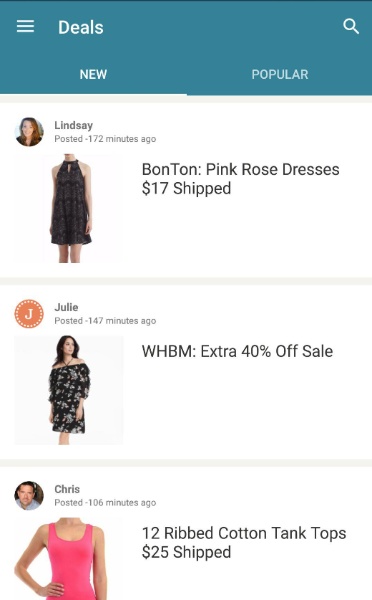 Deals
NEW
POPULAR
Lindsay
Posted -172 minutes ago
BonTon: Pink Rose Dresses
$17 Shipped
J
Julie
Posted -147 minutes ago
WHBM: Extra 40% Off Sale
Chris
Posted -106 minutes ago
12 Ribbed Cotton Tank Tops
$25 Shipped